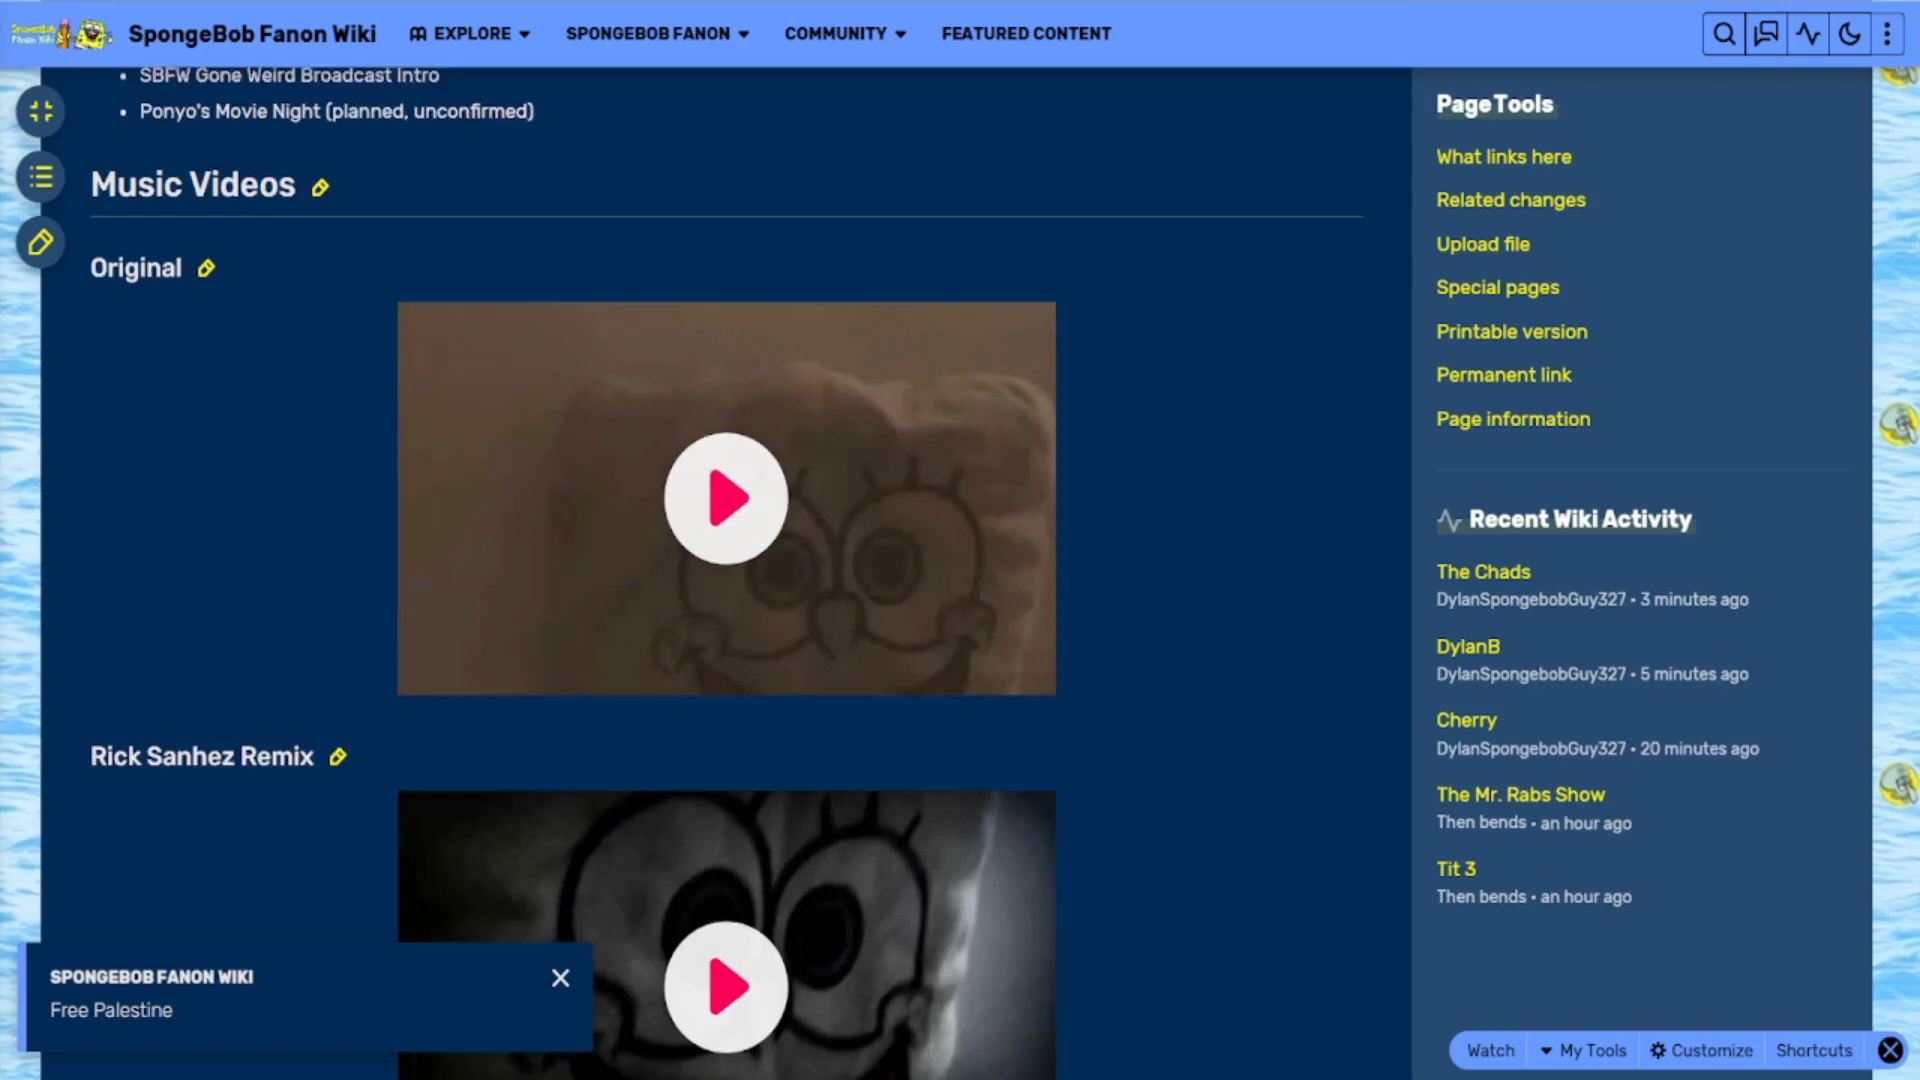 SpongeBob Fanon Wiki
EXPLORE
SPONGEBOB FANON
COMMUNITY
FEATURED CONTENT
SBFW Gone Weird Broadcast Intro
Ponyo's Movie Night (planned, unconfirmed)
Music Videos
Original
Rick Sanhez Remix
SPONGEBOB FANON WIKI
Free Palestine
Page Tools
What links here
Related changes
Upload file
Special pages
Printable version
Permanent link
Page information
Recent Wiki Activity
The Chads
DylanSpongebobGuy327 • 3 minutes ago
DylanB
DylanSpongebobGuy327 • 5 minutes ago
Cherry
DylanSpongebobGuy327 • 20 minutes ago
The Mr. Rabs Show
Then bends • an hour ago
Tit 3
Then bends • an hour ago
Watch
My Tools
Customize
Shortcuts